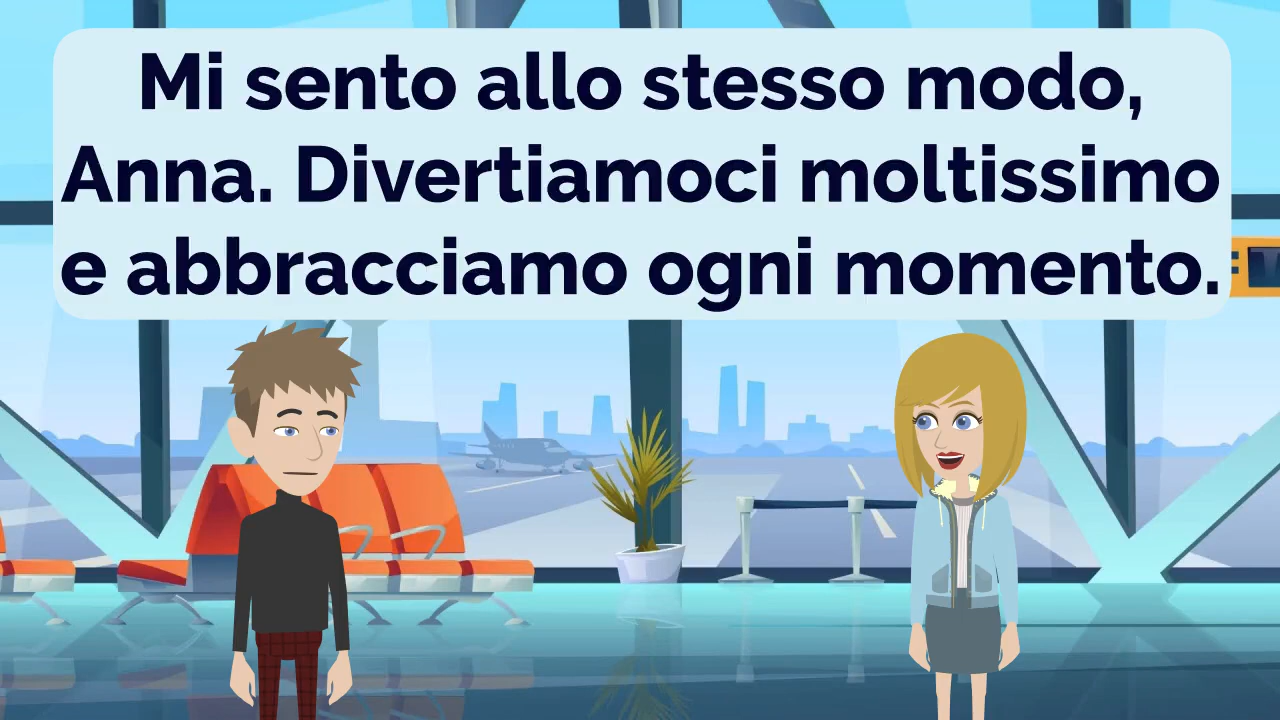 Mi sento allo stesso modo,
Anna. Divertiamoci moltissimo
e abbracciamo ogni momento.